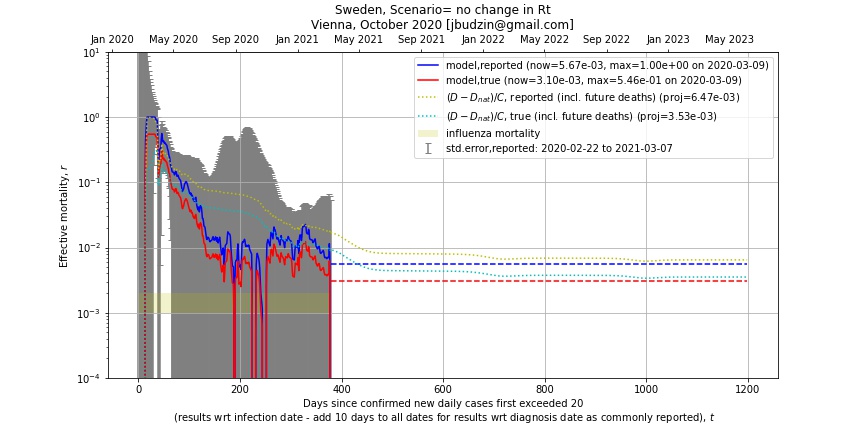 Sweden, Scenario= no change in Rt
Vienna, October 2020 [jbudzin@gmail.com]
Jan 2020 May 2020 Sep 2020 Jan 2021 May 2021 Sep 2021 Jan 2022 May 2022 Sep 2022 Jan 2023 May 2023
model,reported (now=5.67e-03, max=1.00e+00 on 2020-03-09)
model,true (now=3.10e-03, max=5.46e-01 on 2020-03-09)
(D − D_nat)/C, reported (incl. future deaths) (proj=6.47e-03)
(D − D_nat)/C, true (incl. future deaths) (proj=3.53e-03)
influenza mortality
std.error,reported: 2020-02-22 to 2021-03-07
Effective mortality, r
10¹
10⁰
10⁻¹
10⁻²
10⁻³
10⁻⁴
0 200 400 600 800 1000 1200
Days since confirmed new daily cases first exceeded 20
(results wrt infection date - add 10 days to all dates for results wrt diagnosis date as commonly reported), t